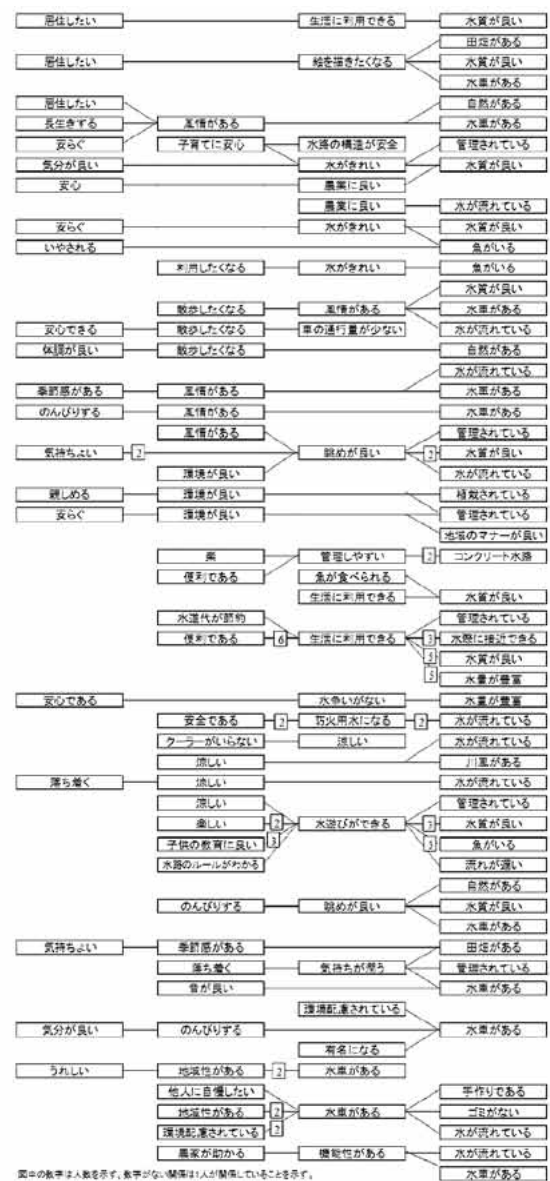 居住したい 生活に利用できる 水質が良い
田畑がある
居住したい 絵を描きたくなる 水質が良い
水車がある
居住したい 自然がある
長生きする 風情がある 水車がある
安らぐ 子育てに安心 水路の構造が安全 管理されている
気分が良い 水がきれい 水質が良い
安心 農業に良い
農業に良い 水が流れている
安らぐ 水がきれい 水質が良い
いやされる 魚がいる
利用したくなる 水がきれい 魚がいる
水質が良い
散歩したくなる 風情がある 水車がある
安心できる 散歩したくなる 車の通行量が少ない 水が流れている
体調が良い 散歩したくなる 自然がある
水が流れている
季節感がある 風情がある 水車がある
のんびりする 風情がある 水車がある
風情がある 管理されている
気持ちよい 2 眺めが良い 2 水質が良い
環境が良い 水が流れている
親しめる 環境が良い 植栽されている
安らぐ 環境が良い 管理されている
地域のマナーが良い
楽 管理しやすい 2 コンクリート水路
便利である 魚が食べられる
生活に利用できる 水質が良い
水道代が節約 管理されている
便利である 6 生活に利用できる 3 水際に接近できる
5 水質が良い
5 水量が豊富
安心である 水争いがない 水量が豊富
安全である 2 防火用水になる 2 水が流れている
クーラーがいらない 涼しい 水が流れている
涼しい 川風がある
落ち着く 涼しい 水が流れている
涼しい 管理されている
楽しい 2 水遊びができる 3 水質が良い
子供の教育に良い 3 5 魚がいる
水路のルールがわかる 流れが遅い
自然がある
のんびりする 眺めが良い 水質が良い
水車がある
気持ちよい 季節感がある 田畑がある
落ち着く 気持ちが潤う 管理されている
音が良い 水車がある
環境配慮されている
気分が良い のんびりする 水車がある
有名になる
うれしい 地域性がある 2 水車がある
他人に自慢したい 手作りである
地域性がある 2 水車がある ゴミがない
環境配慮されている 2 水が流れている
農家が助かる 機能性がある 水が流れている
水車がある
図中の数字は人数を示す、数字がない関係は1人が関係していることを示す。